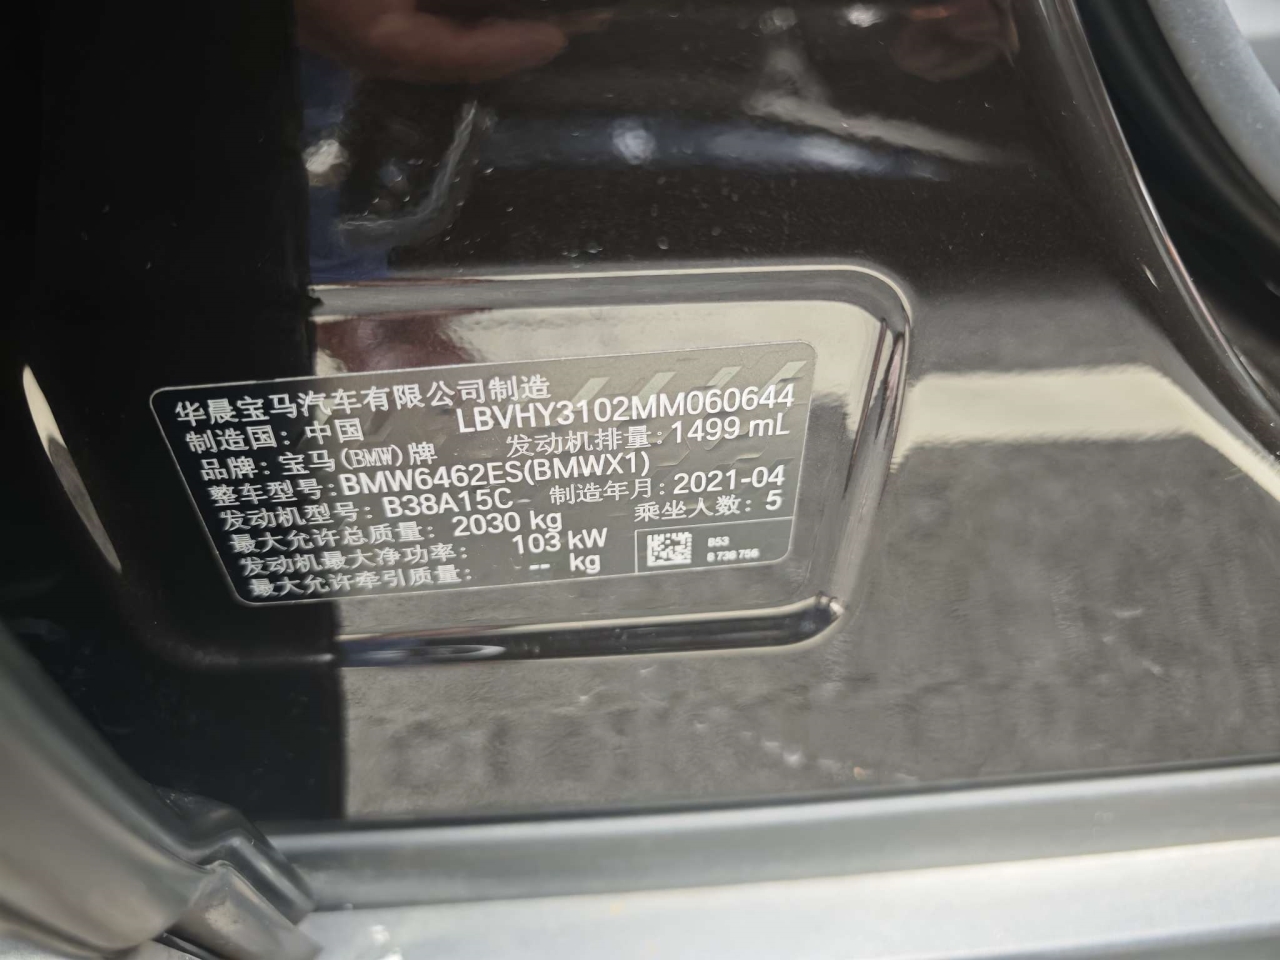 华晨宝马汽车有限公司制造
制造国：中国 LBVHY3102MM060644
品牌：宝马(BMW)牌 发动机排量：1499 mL
整车型号：BMW6462ES(BMWX1)
发动机型号：B38A15C 制造年月：2021-04
最大允许总质量：2030 kg 乘坐人数：5
发动机最大净功率：103 kW
最大允许牵引质量：-- kg
B53
8 738 756